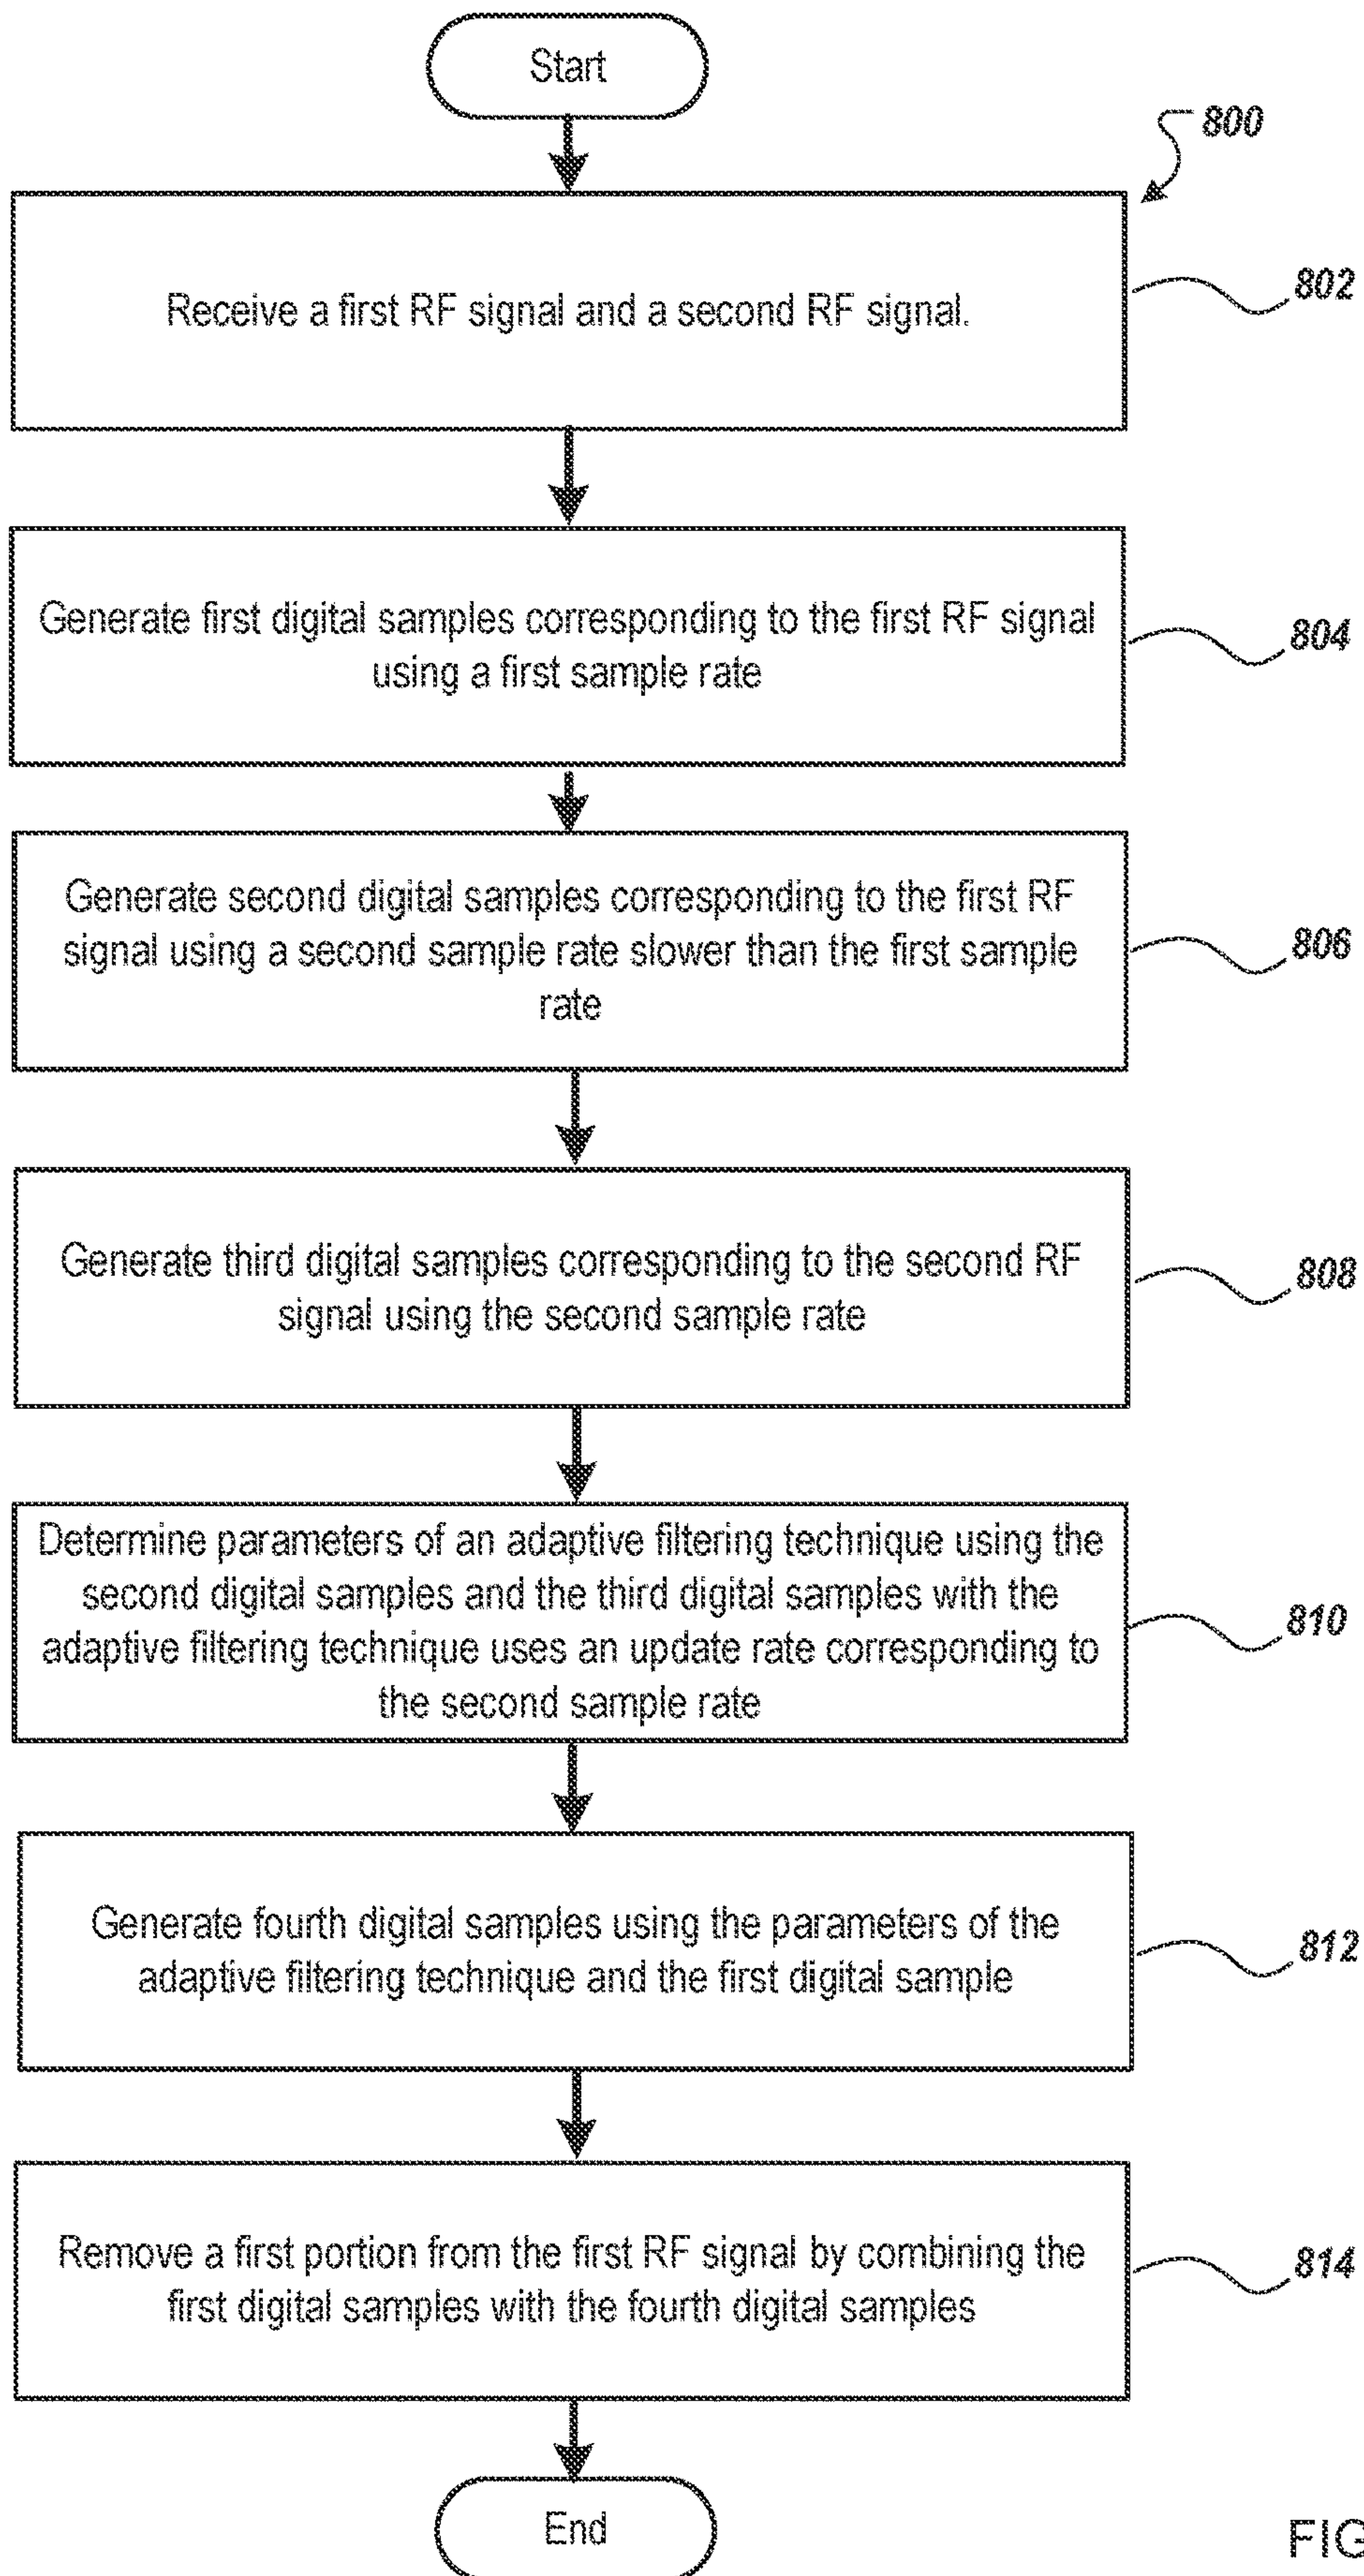 Start
800
Receive a first RF signal and a second RF signal.
802
Generate first digital samples corresponding to the first RF signal
using a first sample rate
804
Generate second digital samples corresponding to the first RF
signal using a second sample rate slower than the first sample
rate
806
Generate third digital samples corresponding to the second RF
signal using the second sample rate
808
Determine parameters of an adaptive filtering technique using the
second digital samples and the third digital samples with the
adaptive filtering technique uses an update rate corresponding to
the second sample rate
810
Generate fourth digital samples using the parameters of the
adaptive filtering technique and the first digital sample
812
Remove a first portion from the first RF signal by combining the
first digital samples with the fourth digital samples
814
End
FIG